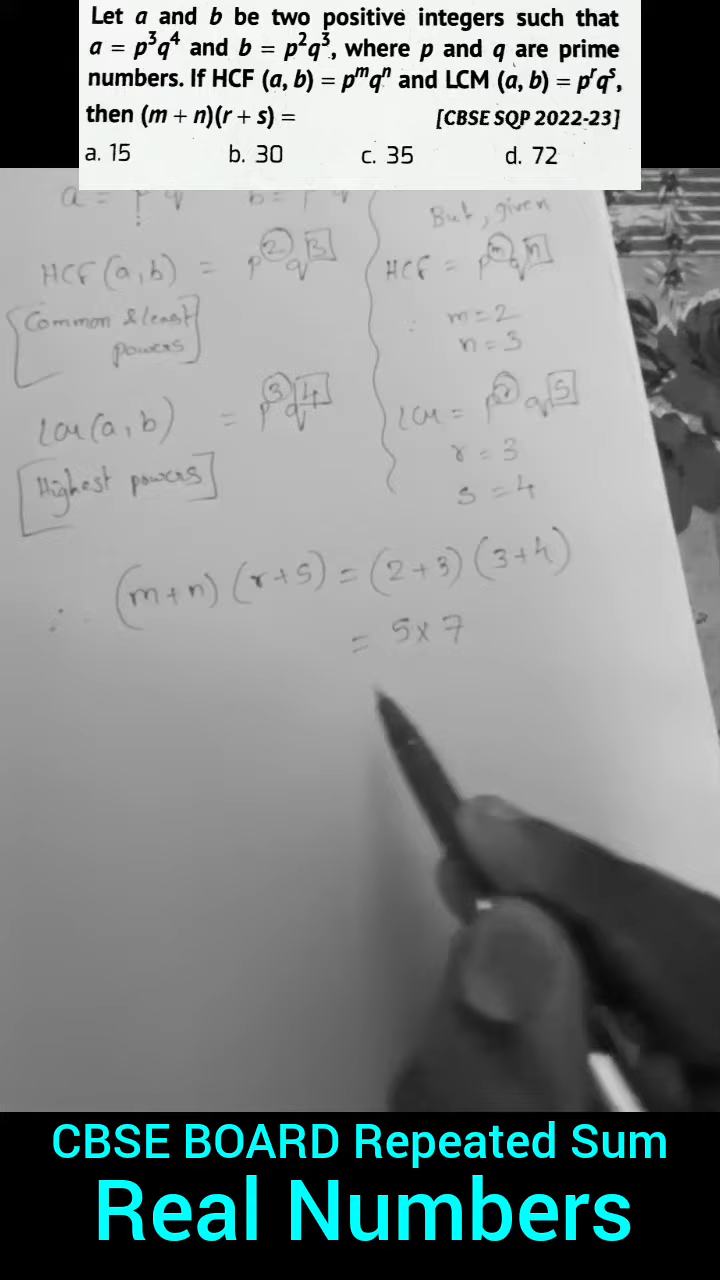 Let a and b be two positive integers such that
a = p³q⁴ and b = p²q³, where p and q are prime
numbers. If HCF (a, b) = pᵐqⁿ and LCM (a, b) = pʳqˢ,
then (m + n)(r + s) = [CBSE SQP 2022-23]
a. 15 b. 30 c. 35 d. 72
But, given
HCF (a,b) = p² q³
HCF = pᵐ qⁿ
Common & least
powers
∴ m=2
n=3
LCM (a,b) = p³ q⁴
LCM = pʳ qˢ
Highest powers
r = 3
s = 4
∴ (m+n) (r+s) = (2+3) (3+4)
= 5x7
CBSE BOARD Repeated Sum
Real Numbers